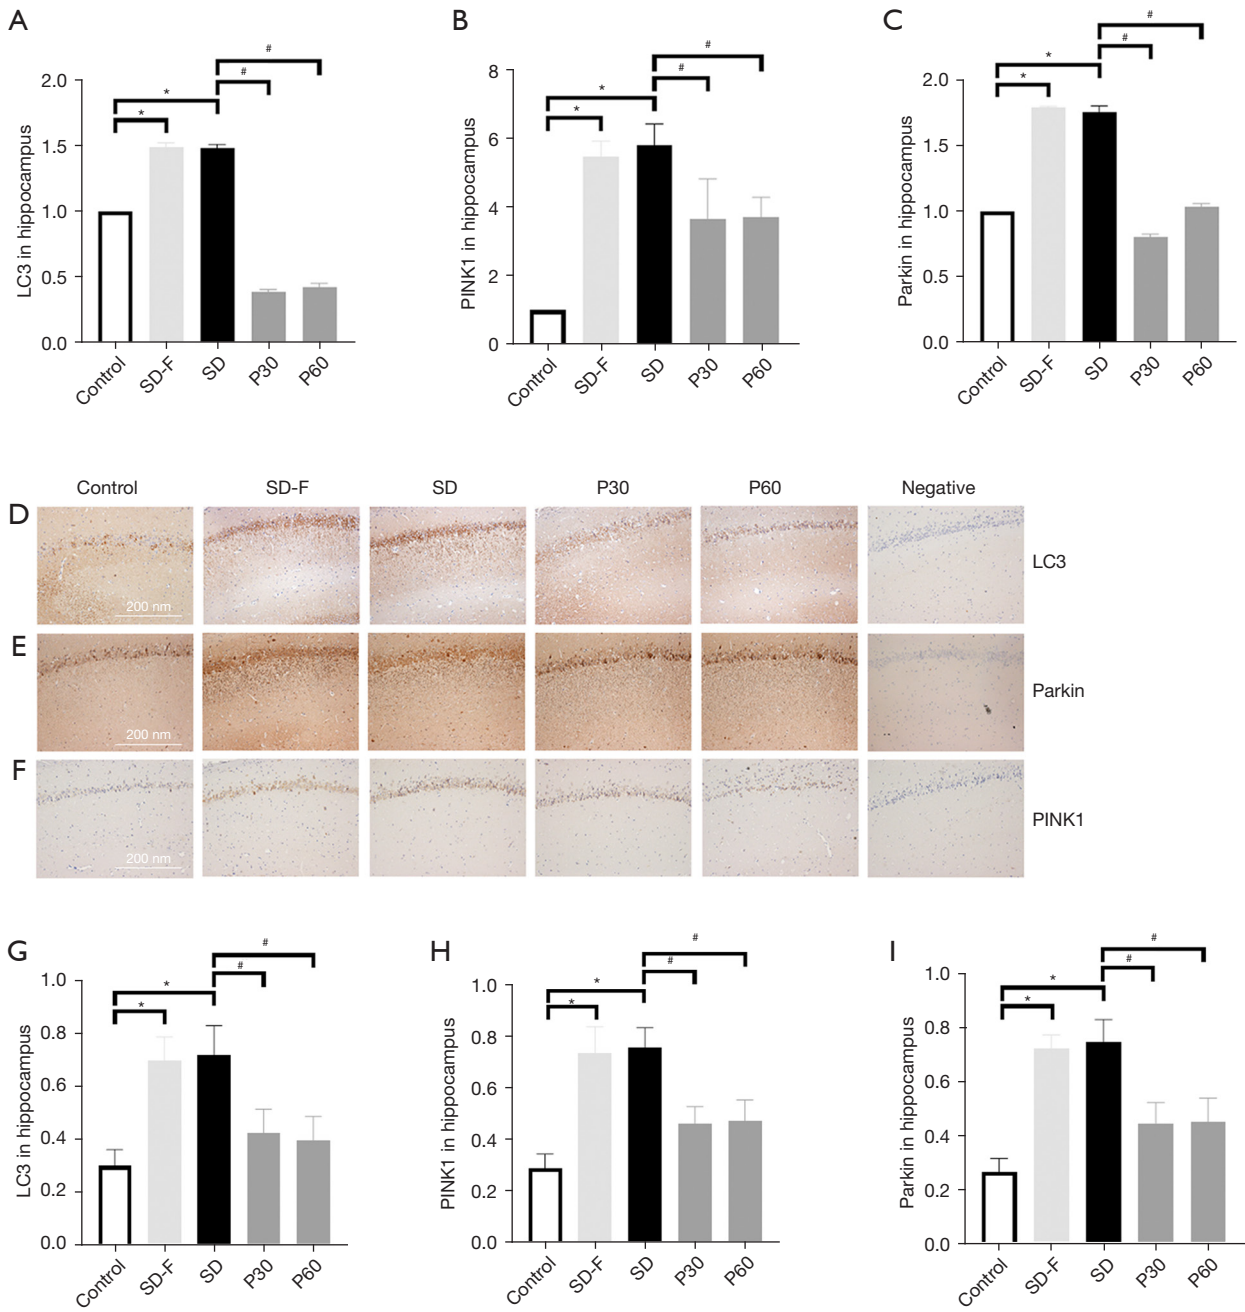 A
B
C
#
#
*
*
#
#
*
*
#
#
*
*
2.0
1.5
1.0
0.5
0.0
LC3 in hippocampus
Control
SD-F
SD
P30
P60
8
6
4
2
0
PINK1 in hippocampus
Control
SD-F
SD
P30
P60
2.0
1.5
1.0
0.5
0.0
Parkin in hippocampus
Control
SD-F
SD
P30
P60
Control SD-F SD P30 P60 Negative
D
200 nm
LC3
E
200 nm
Parkin
F
200 nm
PINK1
G
H
I
#
#
*
*
#
#
*
*
#
#
*
*
1.0
0.8
0.6
0.4
0.2
0.0
LC3 in hippocampus
Control
SD-F
SD
P30
P60
1.0
0.8
0.6
0.4
0.2
0.0
PINK1 in hippocampus
Control
SD-F
SD
P30
P60
1.0
0.8
0.6
0.4
0.2
0.0
Parkin in hippocampus
Control
SD-F
SD
P30
P60